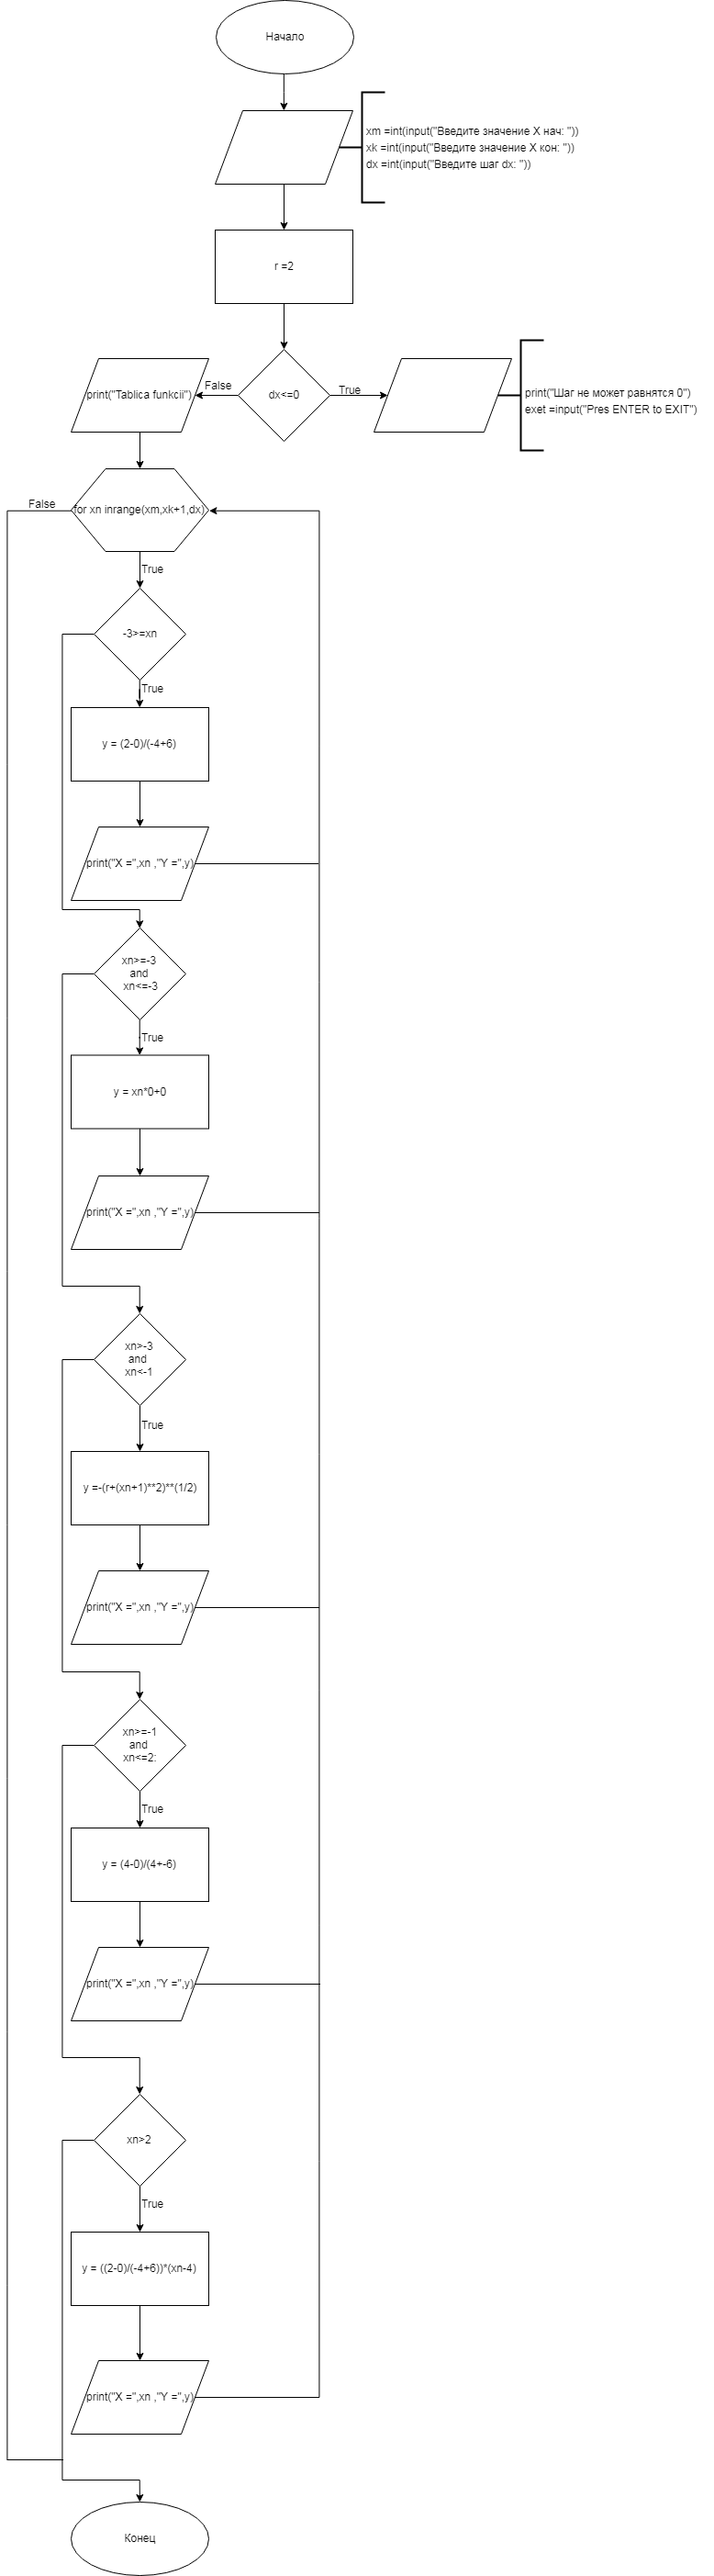 Начало
xm =int(input("Введите значение X нач: "))
xk =int(input("Введите значение X кон: "))
dx =int(input("Введите шаг dx: "))
r =2
dx<=0
False
True
print("Tablica funkcii")
print("Шаг не может равнятся 0")
exet =input("Pres ENTER to EXIT")
for xn inrange(xm,xk+1,dx)
False
True
-3>=xn
True
y = (2-0)/(-4+6)
print("X =",xn ,"Y =",y)
xn>=-3
and
xn<=-3
True
y = xn*0+0
print("X =",xn ,"Y =",y)
xn>-3
and
xn<-1
True
y =-(r+(xn+1)**2)**(1/2)
print("X =",xn ,"Y =",y)
xn>=-1
and
xn<=2:
True
y = (4-0)/(4+-6)
print("X =",xn ,"Y =",y)
xn>2
True
y = ((2-0)/(-4+6))*(xn-4)
print("X =",xn ,"Y =",y)
Конец